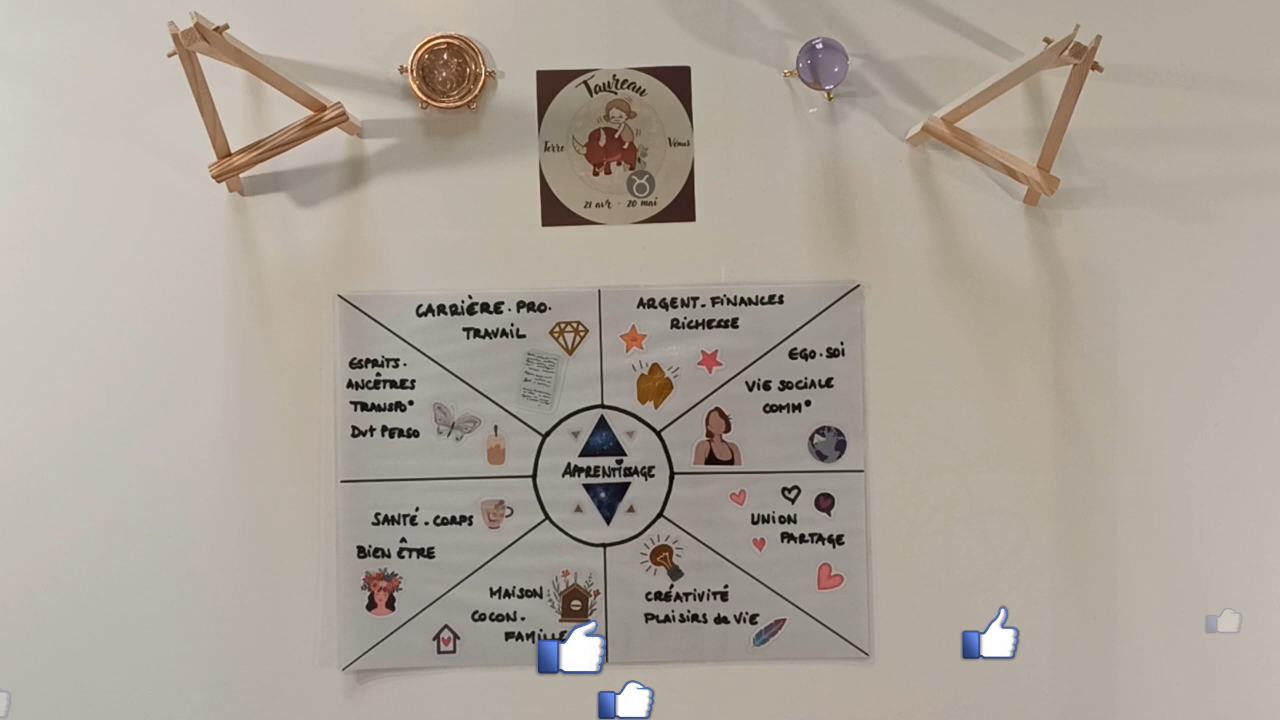 Taureau
Terre
Vénus
21 avr - 20 mai
CARRIÈRE. PRO.
TRAVAIL
ARGENT. FINANCES
RICHESSE
EGO. SOI
VIE SOCIALE
COMM°
UNION
PARTAGE
CRÉATIVITÉ
PLAISIRS de VIE
MAISON
COCON.
FAMILLE
SANTÉ. CORPS
BIEN ÊTRE
ESPRITS.
ANCÊTRES
TRANSFO°
DVT PERSO
APPRENTISSAGE